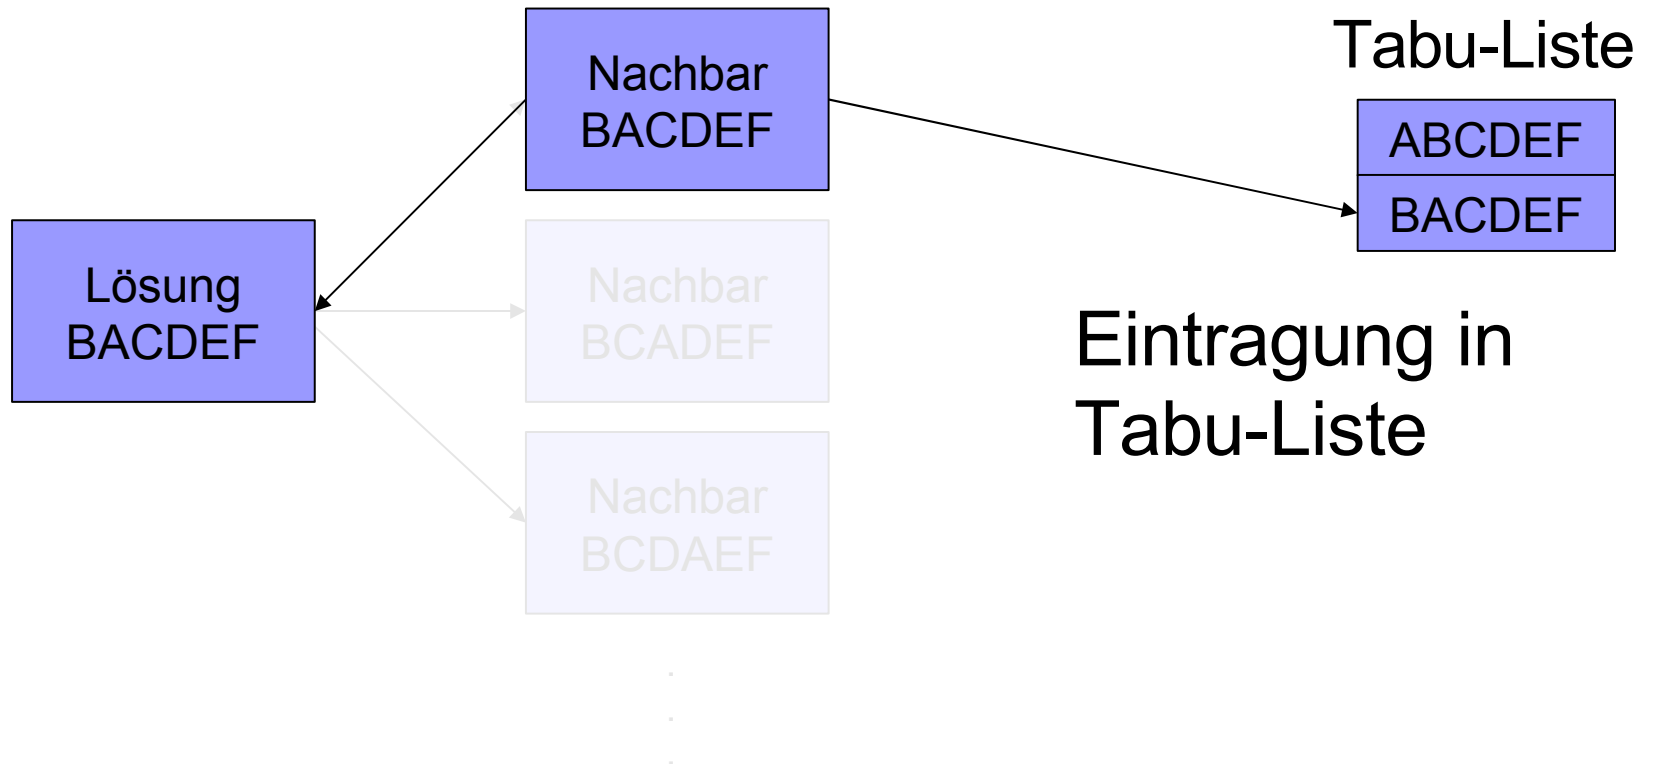 Nachbar
BACDEF
Tabu-Liste
ABCDEF
BACDEF
Lösung
BACDEF
Nachbar
BCADEF
Eintragung in
Tabu-Liste
Nachbar
BCDAEF
.
.
.